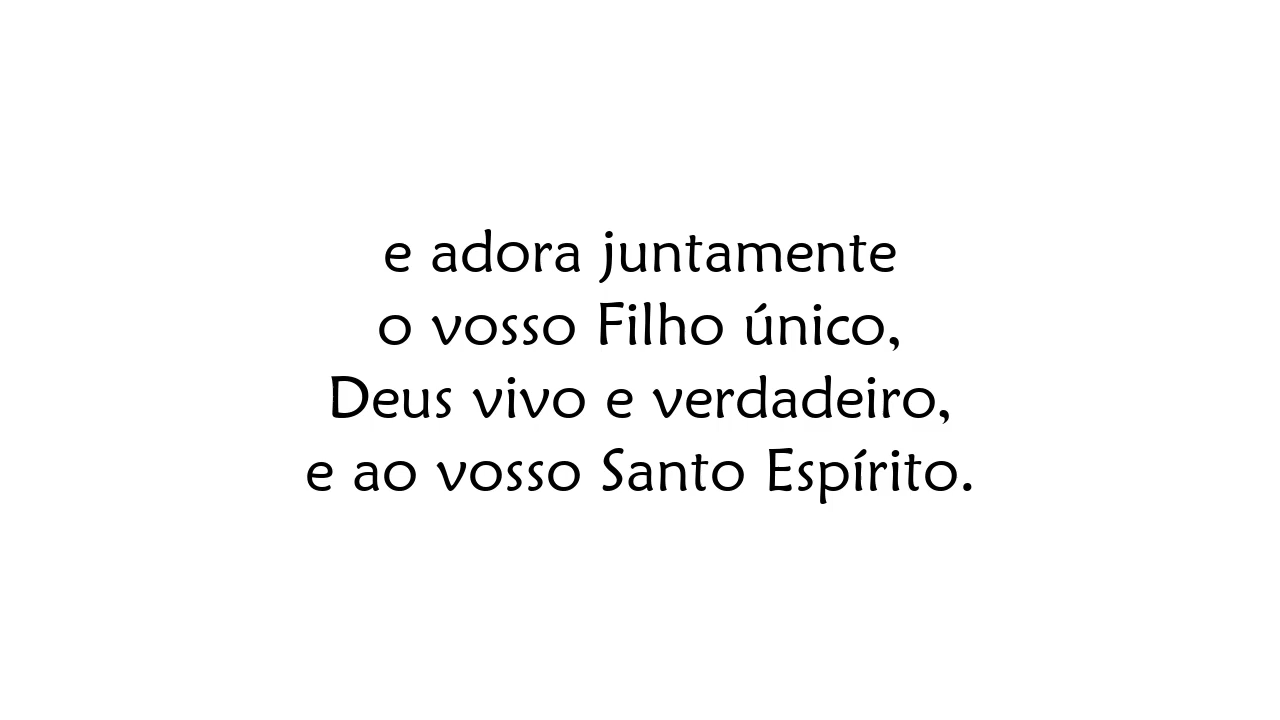 e adora juntamente
o vosso Filho único,
Deus vivo e verdadeiro,
e ao vosso Santo Espírito.